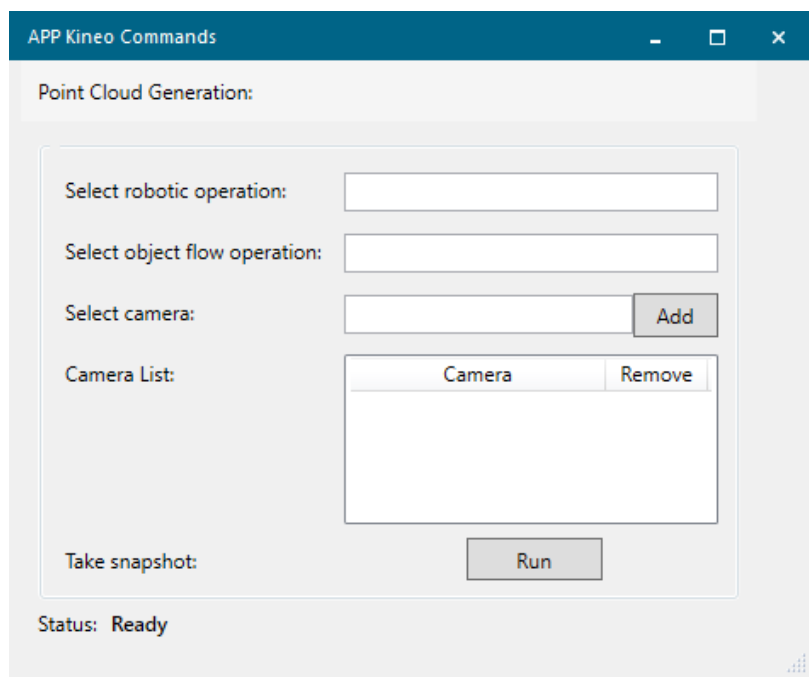 APP Kineo Commands
Point Cloud Generation:
Select robotic operation:
Select object flow operation:
Select camera:
Add
Camera List:
Camera Remove
Take snapshot:
Run
Status: Ready